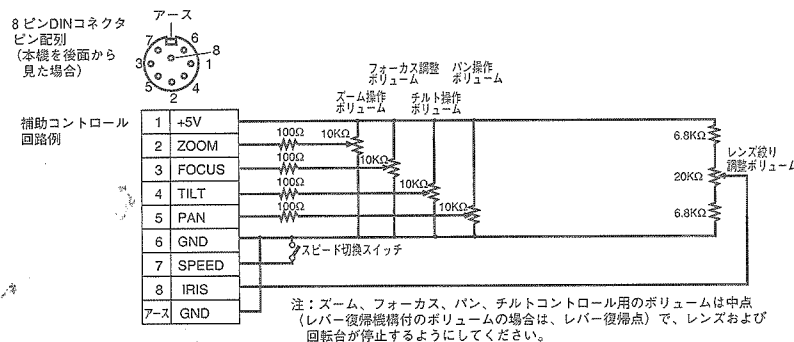 8ピンDINコネクタ
ピン配列
（本機を後面から
見た場合）
アース
7
6
8
3
1
5
4
2
補助コントロール
回路例
フォーカス調整
ボリューム
パン操作
ボリューム
ズーム操作
ボリューム
チルト操作
ボリューム
1 +5V
2 ZOOM 100Ω 10KΩ
3 FOCUS 100Ω 10KΩ
4 TILT 100Ω 10KΩ
5 PAN 100Ω 10KΩ
6 GND
7 SPEED
8 IRIS
アース GND
スピード切換スイッチ
6.8KΩ
レンズ絞り
調整ボリューム
20KΩ
6.8KΩ
注：ズーム、フォーカス、パン、チルトコントロール用のボリュームは中点
（レバー復帰機構付のボリュームの場合は、レバー復帰点）で、レンズおよび
回転台が停止するようにしてください。